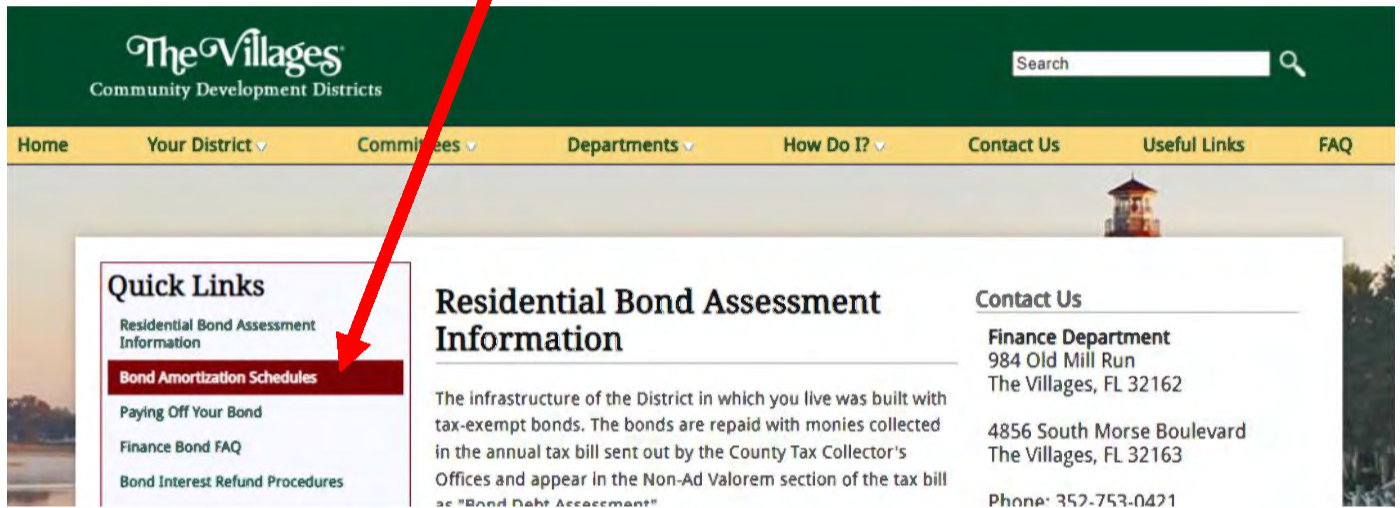 The Villages
Community Development Districts
Search
Home Your District Committees Departments How Do I? Contact Us Useful Links FAQ
Quick Links
Residential Bond Assessment
Information
Bond Amortization Schedules
Paying Off Your Bond
Finance Bond FAQ
Bond Interest Refund Procedures
Residential Bond Assessment
Information
The infrastructure of the District in which you live was built with
tax-exempt bonds. The bonds are repaid with monies collected
in the annual tax bill sent out by the County Tax Collector's
Offices and appear in the Non-Ad Valorem section of the tax bill
as "Bond Debt Assessment"
Contact Us
Finance Department
984 Old Mill Run
The Villages, FL 32162
4856 South Morse Boulevard
The Villages, FL 32163
Phone: 352-753-0421